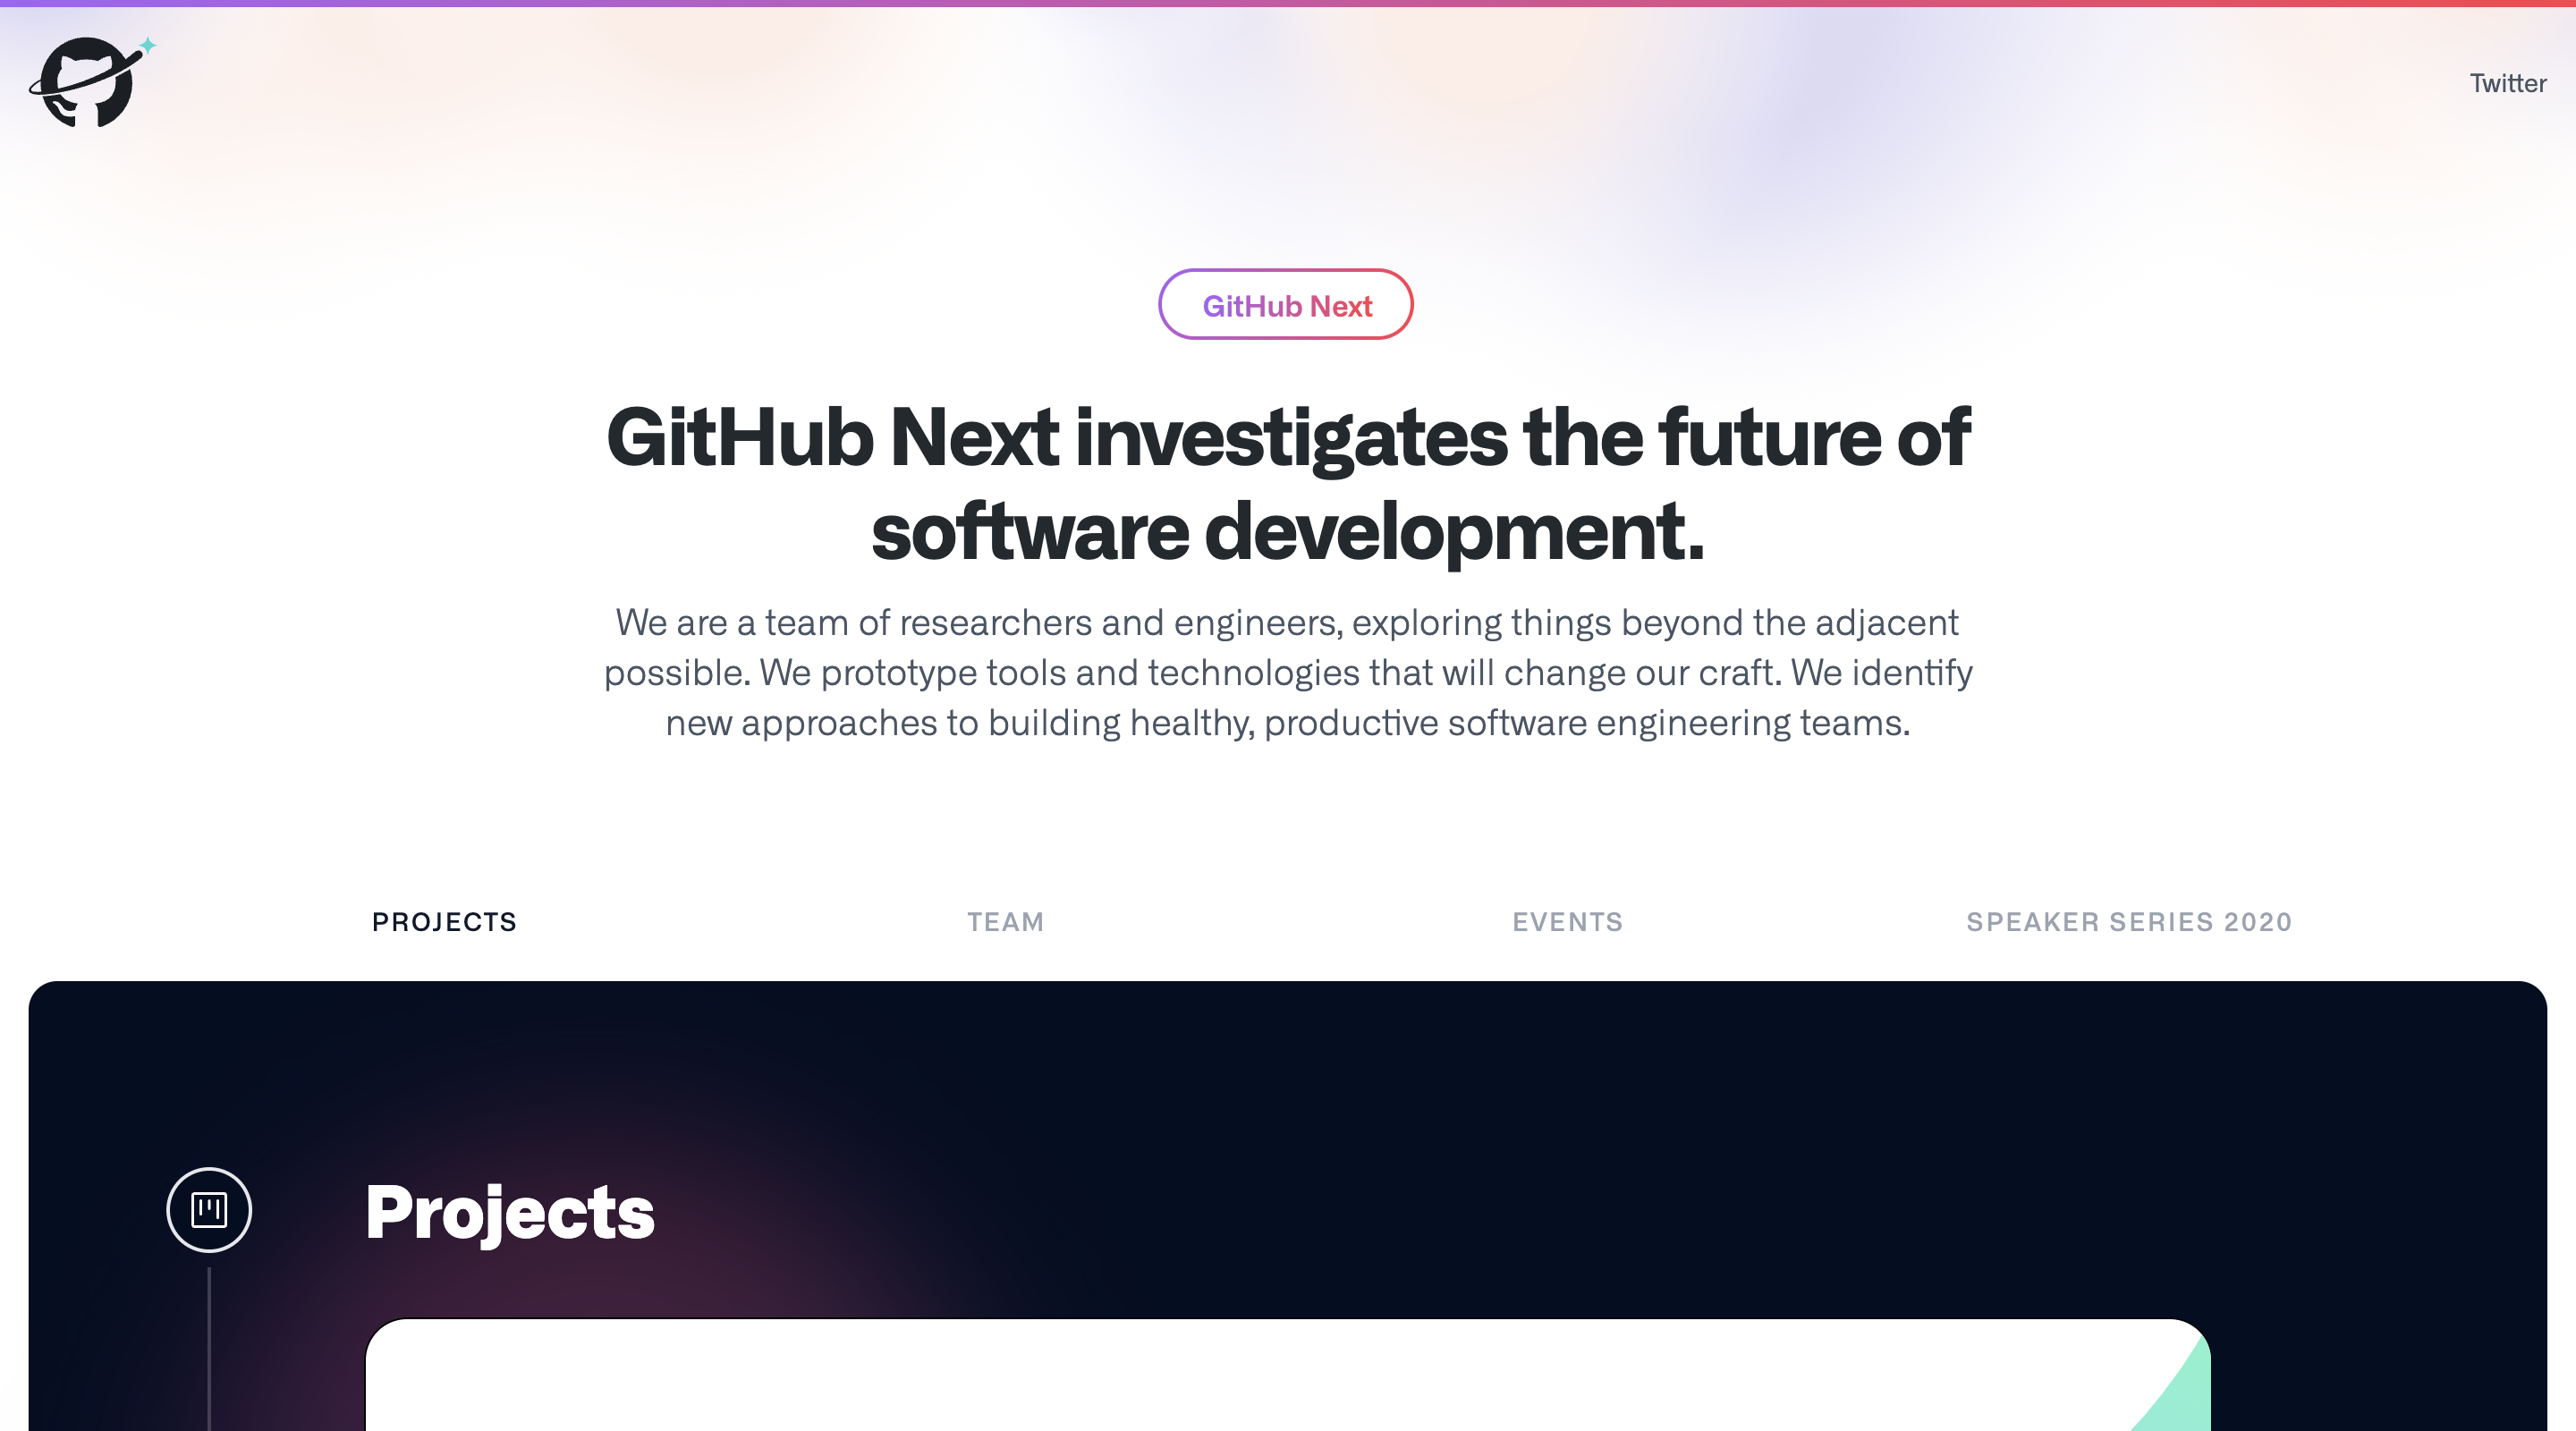 Twitter
GitHub Next
GitHub Next investigates the future of
software development.
We are a team of researchers and engineers, exploring things beyond the adjacent
possible. We prototype tools and technologies that will change our craft. We identify
new approaches to building healthy, productive software engineering teams.
PROJECTS
TEAM
EVENTS
SPEAKER SERIES 2020
Projects